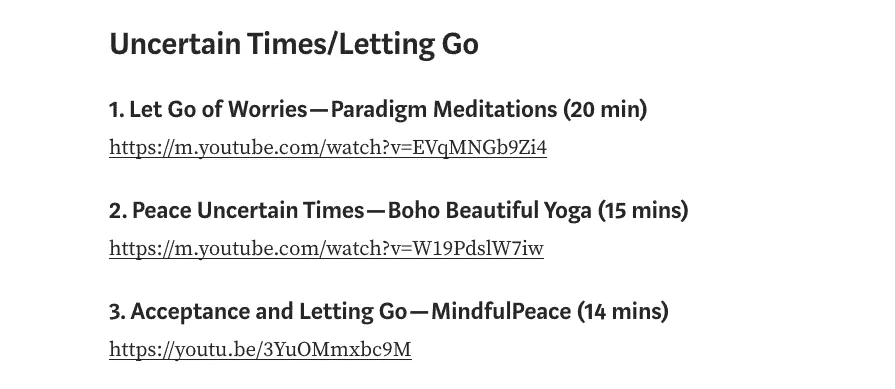 Uncertain Times/Letting Go
1. Let Go of Worries—Paradigm Meditations (20 min)
https://m.youtube.com/watch?v=EVqMNGb9Zi4
2. Peace Uncertain Times—Boho Beautiful Yoga (15 mins)
https://m.youtube.com/watch?v=W19PdslW7iw
3. Acceptance and Letting Go—MindfulPeace (14 mins)
https://youtu.be/3YuOMmxbc9M